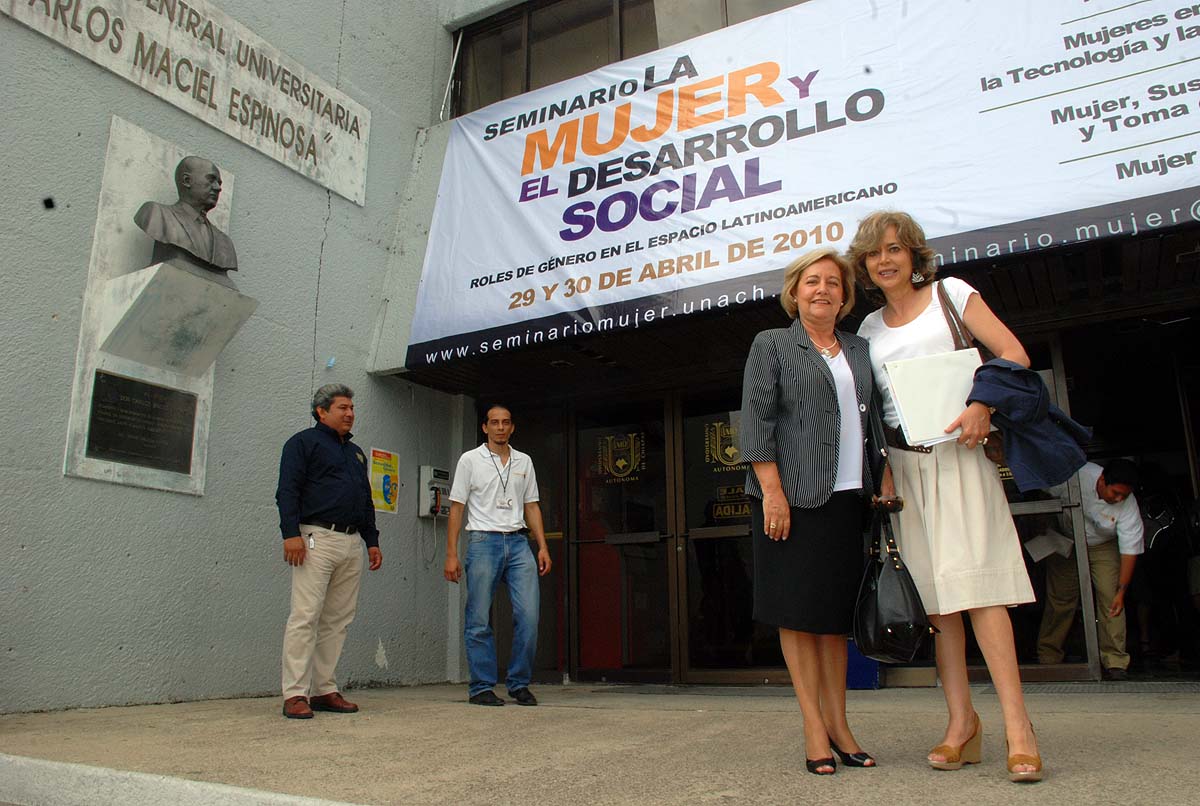 CENTRAL UNIVERSITARIA
CARLOS MACIEL ESPINOSA"
SEMINARIO LA
MUJER Y
EL DESARROLLO
SOCIAL
ROLES DE GÉNERO EN EL ESPACIO LATINOAMERICANO
29 Y 30 DE ABRIL DE 2010
www.seminariomujer.unach.
seminario.mujer@
Mujeres en
la Tecnología y la
Mujer, Sus
y Toma
Mujer
AUTONOMA
AUTONOMA
SALIDA